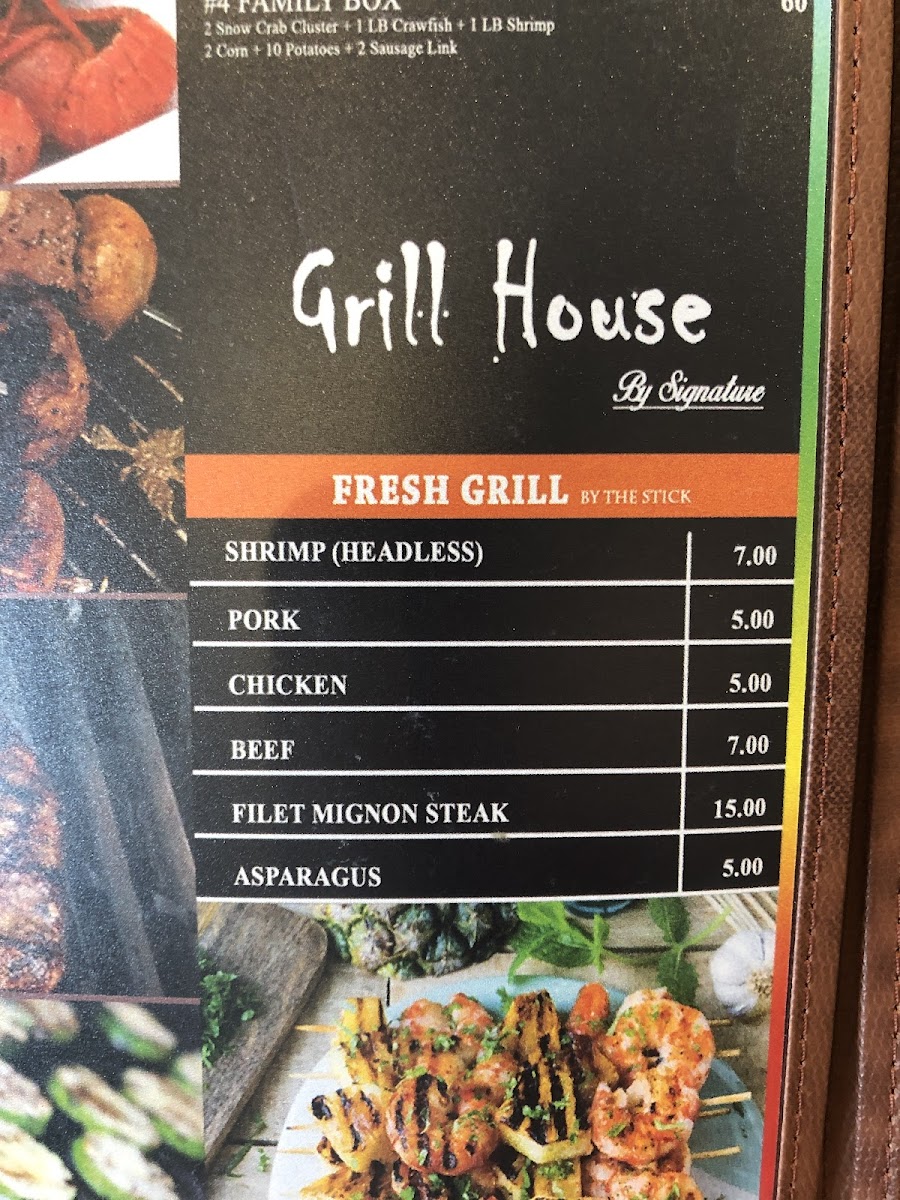 #4 FAMILY BOX 60
2 Snow Crab Cluster + 1 LB Crawfish + 1 LB Shrimp
2 Corn + 10 Potatoes + 2 Sausage Link
Grill House
By Signature
FRESH GRILL BY THE STICK
SHRIMP (HEADLESS) 7.00
PORK 5.00
CHICKEN 5.00
BEEF 7.00
FILET MIGNON STEAK 15.00
ASPARAGUS 5.00